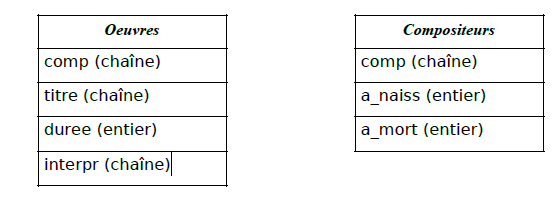 Oeuvres
comp (chaîne)
titre (chaîne)
duree (entier)
interpr (chaîne)
Compositeurs
comp (chaîne)
a_naiss (entier)
a_mort (entier)